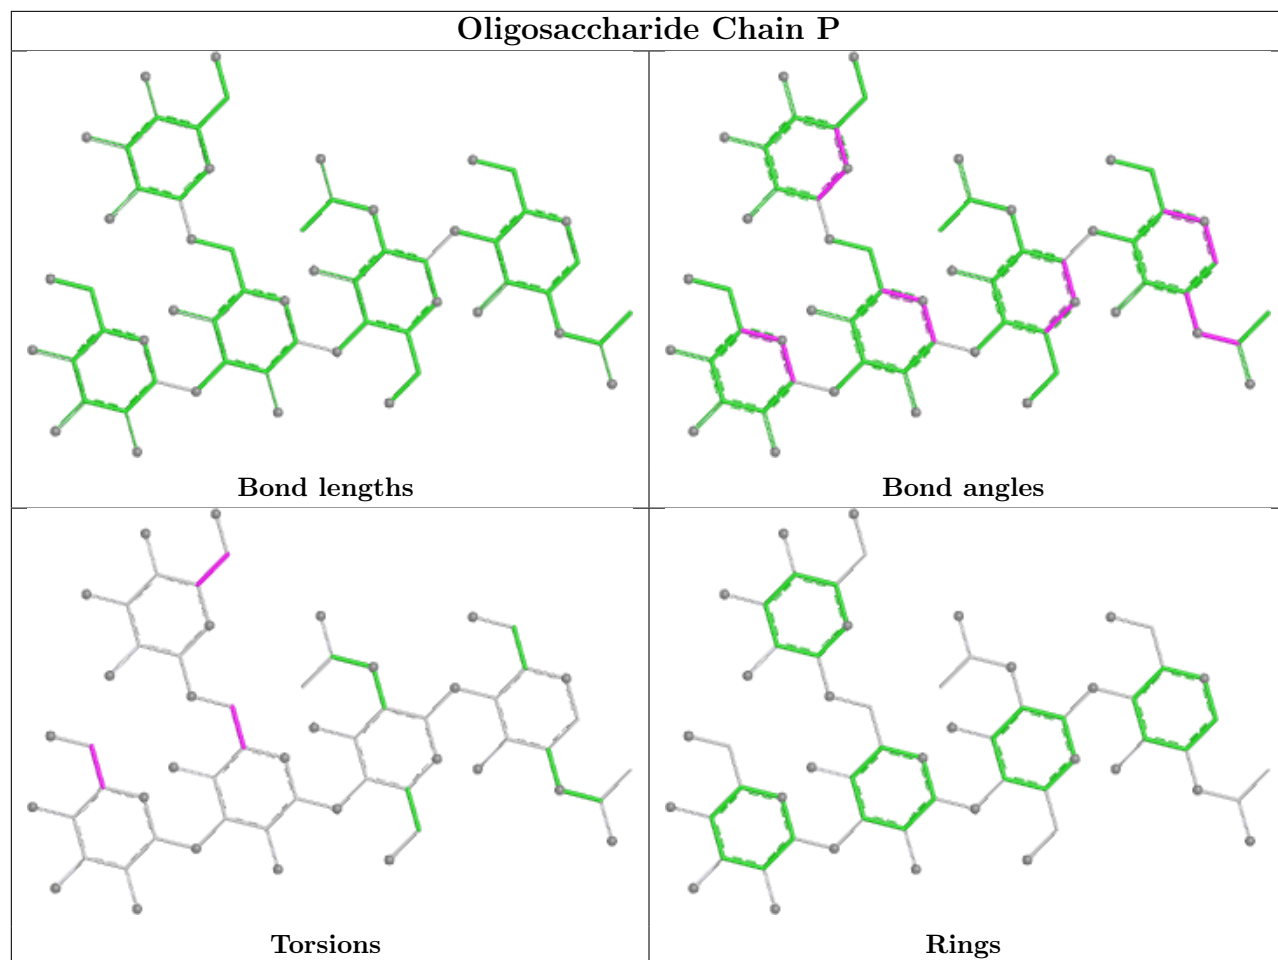 Oligosaccharide Chain P
Bond lengths
Bond angles
Torsions
Rings